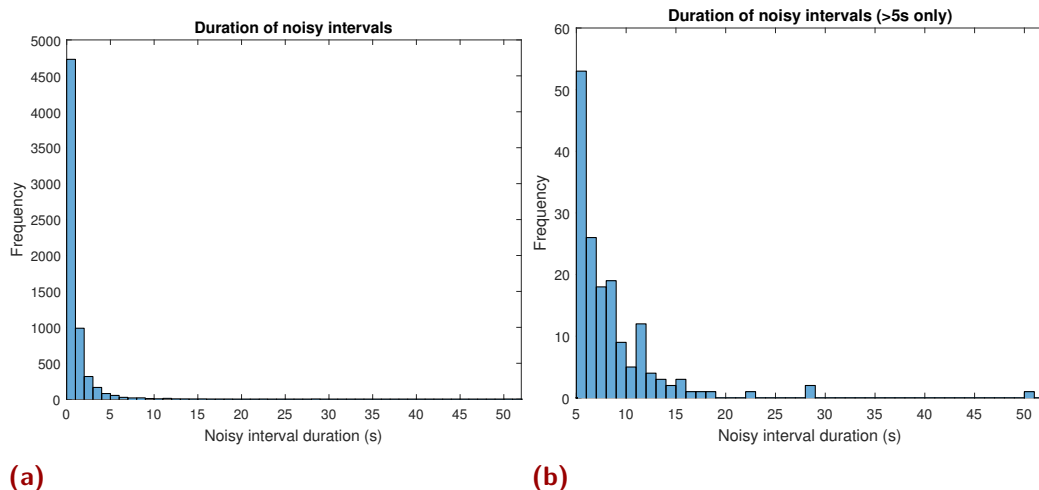 Duration of noisy intervals
5000
4500
4000
3500
3000
2500
2000
1500
1000
500
0
Frequency
0 5 10 15 20 25 30 35 40 45 50
Noisy interval duration (s)
(a)
Duration of noisy intervals (>5s only)
60
50
40
30
20
10
0
Frequency
5 10 15 20 25 30 35 40 45 50
Noisy interval duration (s)
(b)